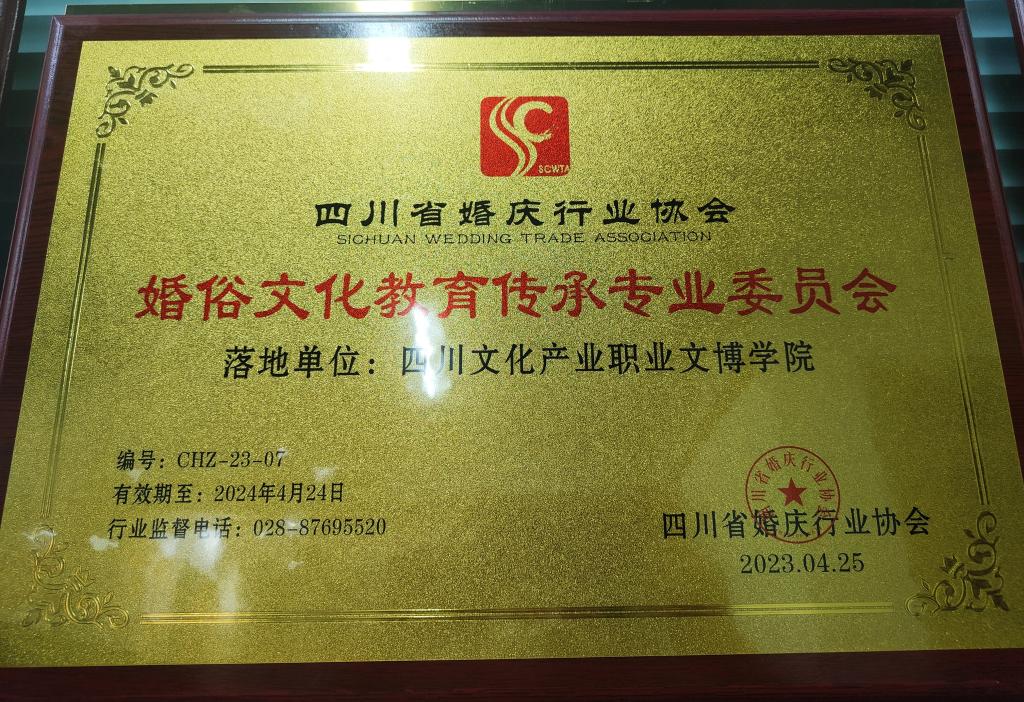 SCWTA
四川省婚庆行业协会
SICHUAN WEDDING TRADE ASSOCIATION
婚俗文化教育传承专业委员会
落地单位：四川文化产业职业文博学院
编号：CHZ-23-07
有效期至：2024年4月24日
行业监督电话：028-87695520
四川省婚庆行业协会
四川省婚庆行业协会
2023.04.25